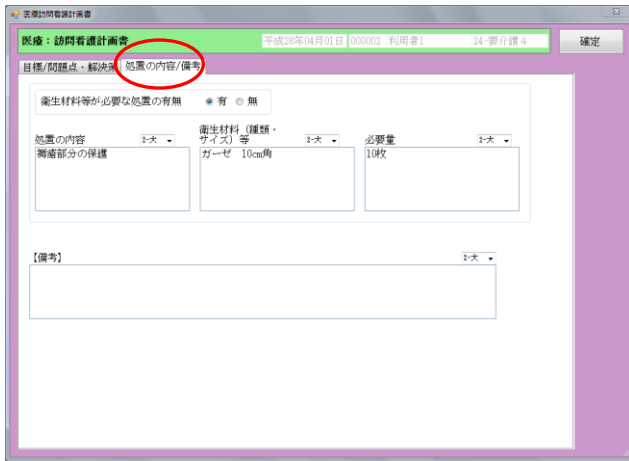 医療訪問看護計画書
医療：訪問看護計画書 平成26年04月01日 000002 利用者1 24-要介護4 確定
目標/問題点・解決策 処置の内容/備考
衛生材料等が必要な処置の有無 有 無
処置の内容 2-大 衛生材料（種類・サイズ）等 2-大 必要量 2-大
褥瘡部分の保護 ガーゼ 10cm角 10枚
【備考】 2-大